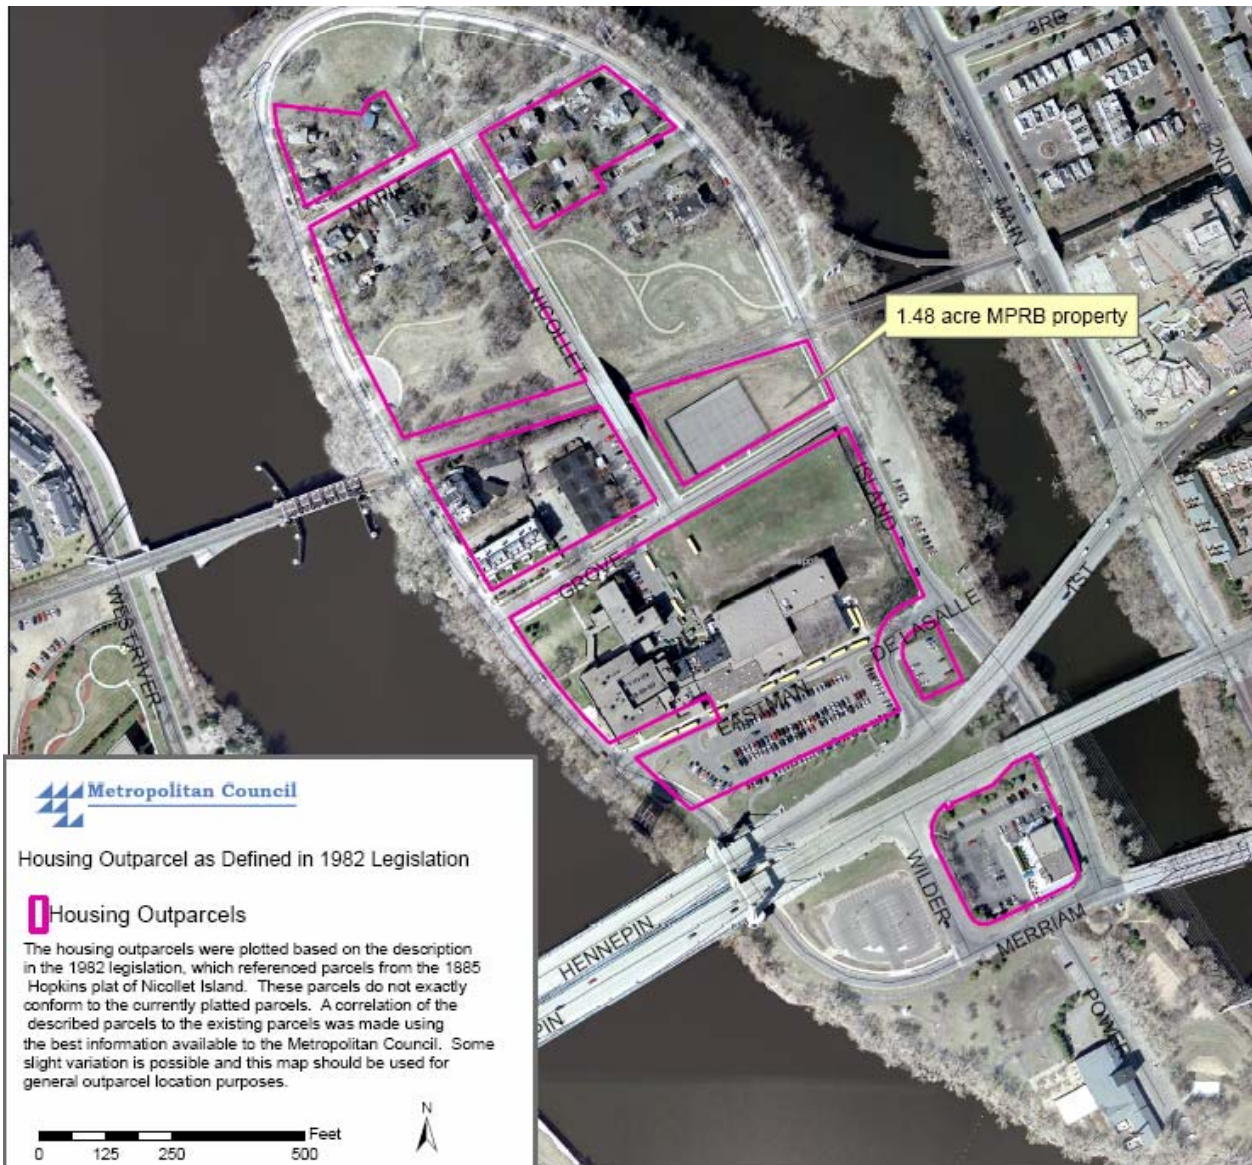 3RD
2ND
MAIN
MAPLE
NICOLLET
1.48 acre MPRB property
ISLAND
1ST
GROVE
DE LASALLE
EASTMAN
WEST RIVER
WILDER
MERRIAM
HENNEPIN
POWER
Metropolitan Council
Housing Outparcel as Defined in 1982 Legislation
Housing Outparcels
The housing outparcels were plotted based on the description
in the 1982 legislation, which referenced parcels from the 1885
Hopkins plat of Nicollet Island. These parcels do not exactly
conform to the currently platted parcels. A correlation of the
described parcels to the existing parcels was made using
the best information available to the Metropolitan Council. Some
slight variation is possible and this map should be used for
general outparcel location purposes.
N
Feet
0 125 250 500